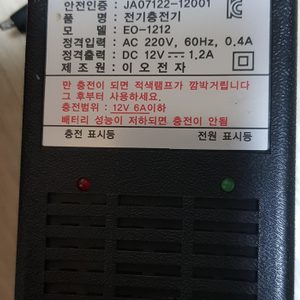 안전인증 : JA07122-12001
품 명 : 전기충전기
모 델 : EO-1212
정격입력 : AC 220V, 60Hz, 0.4A
정격출력 : DC 12V 1.2A
제 조 원 : 이 오 전 자
만 충전이 되면 적색램프가 깜박거립니다
그 후부터 사용하세요.
충전범위 : 12V 6A이하
배터리 성능이 저하되면 충전이 안됨
충전 표시등 전원 표시등